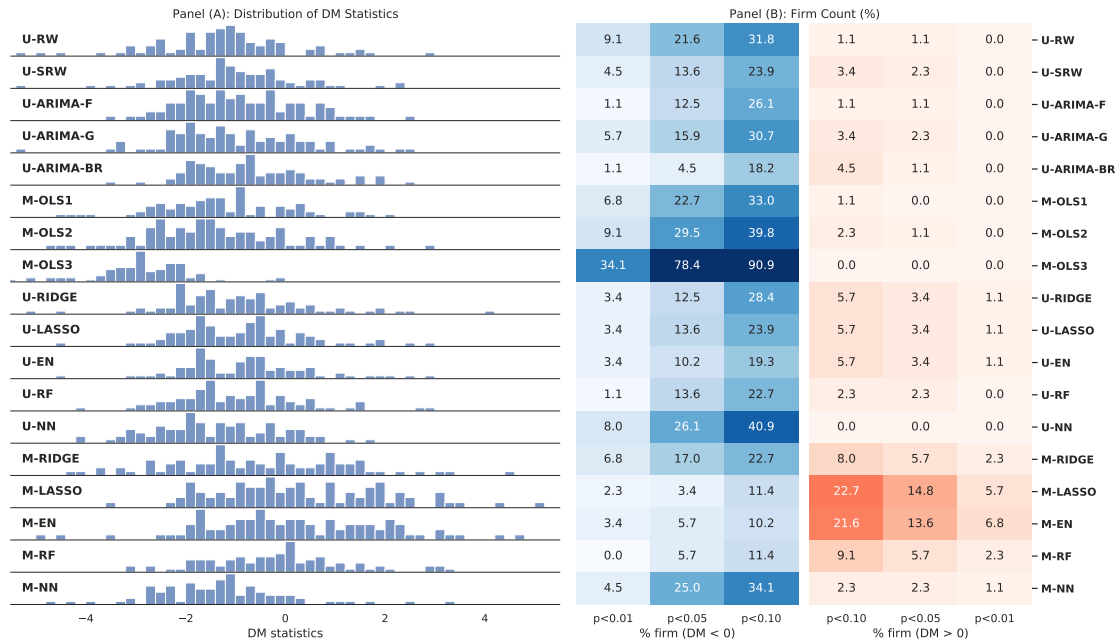 Panel (A): Distribution of DM Statistics
Panel (B): Firm Count (%)
U-RW 9.1 21.6 31.8 1.1 1.1 0.0 U-RW
U-SRW 4.5 13.6 23.9 3.4 2.3 0.0 U-SRW
U-ARIMA-F 1.1 12.5 26.1 1.1 1.1 0.0 U-ARIMA-F
U-ARIMA-G 5.7 15.9 30.7 3.4 2.3 0.0 U-ARIMA-G
U-ARIMA-BR 1.1 4.5 18.2 4.5 1.1 0.0 U-ARIMA-BR
M-OLS1 6.8 22.7 33.0 1.1 0.0 0.0 M-OLS1
M-OLS2 9.1 29.5 39.8 2.3 1.1 0.0 M-OLS2
M-OLS3 34.1 78.4 90.9 0.0 0.0 0.0 M-OLS3
U-RIDGE 3.4 12.5 28.4 5.7 3.4 1.1 U-RIDGE
U-LASSO 3.4 13.6 23.9 5.7 3.4 1.1 U-LASSO
U-EN 3.4 10.2 19.3 5.7 3.4 1.1 U-EN
U-RF 1.1 13.6 22.7 2.3 2.3 0.0 U-RF
U-NN 8.0 26.1 40.9 0.0 0.0 0.0 U-NN
M-RIDGE 6.8 17.0 22.7 8.0 5.7 2.3 M-RIDGE
M-LASSO 2.3 3.4 11.4 22.7 14.8 5.7 M-LASSO
M-EN 3.4 5.7 10.2 21.6 13.6 6.8 M-EN
M-RF 0.0 5.7 11.4 9.1 5.7 2.3 M-RF
M-NN 4.5 25.0 34.1 2.3 2.3 1.1 M-NN
−4 −2 0 2 4
DM statistics
p<0.01 p<0.05 p<0.10
% firm (DM < 0)
p<0.10 p<0.05 p<0.01
% firm (DM > 0)